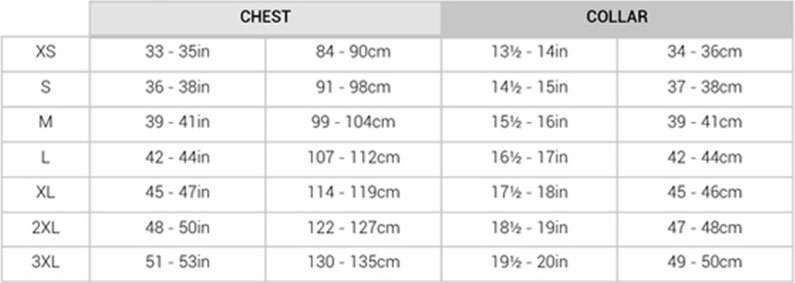 CHEST COLLAR
XS 33 - 35in 84 - 90cm 13½ - 14in 34 - 36cm
S 36 - 38in 91 - 98cm 14½ - 15in 37 - 38cm
M 39 - 41in 99 - 104cm 15½ - 16in 39 - 41cm
L 42 - 44in 107 - 112cm 16½ - 17in 42 - 44cm
XL 45 - 47in 114 - 119cm 17½ - 18in 45 - 46cm
2XL 48 - 50in 122 - 127cm 18½ - 19in 47 - 48cm
3XL 51 - 53in 130 - 135cm 19½ - 20in 49 - 50cm